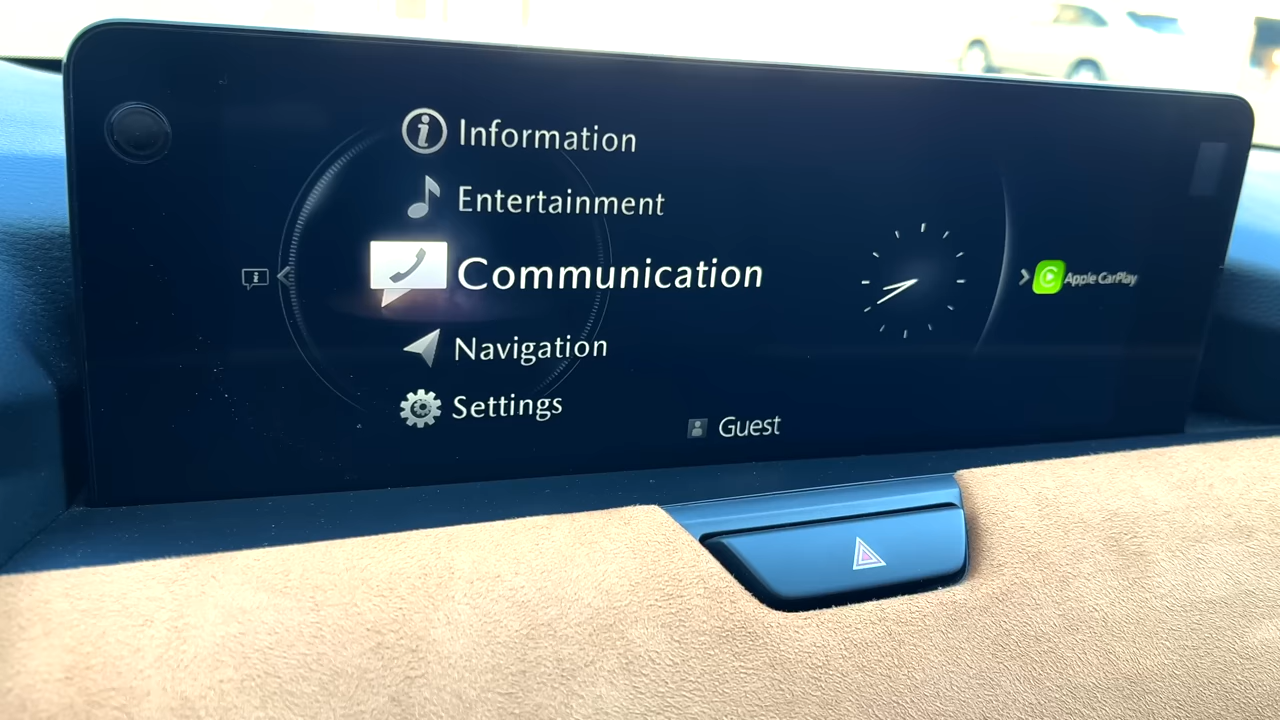 Information
Entertainment
Communication
Apple CarPlay
Navigation
Settings
Guest